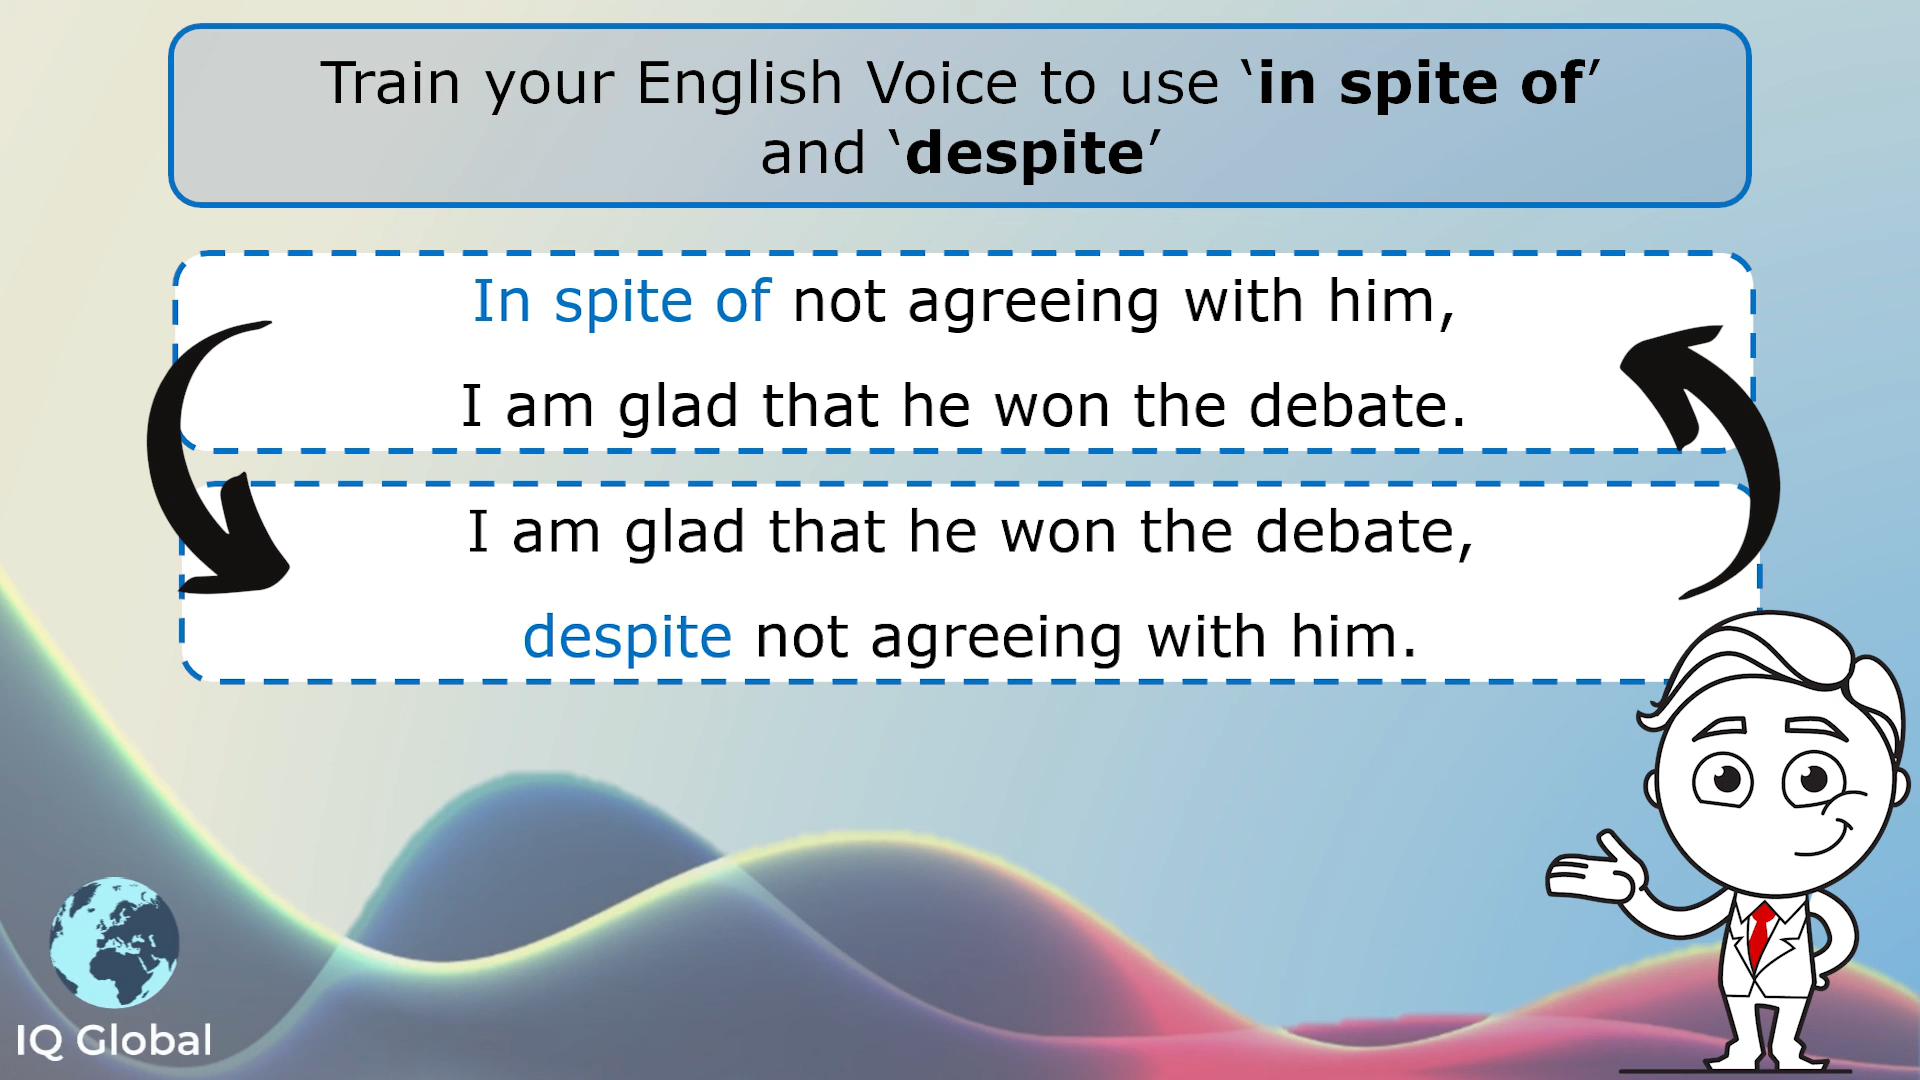 Train your English Voice to use ‘in spite of’
and ‘despite’
In spite of not agreeing with him,
I am glad that he won the debate.
I am glad that he won the debate,
despite not agreeing with him.
IQ Global